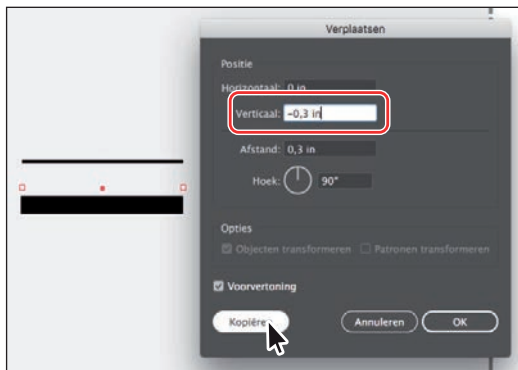 Verplaatsen
Positie
Horizontaal: 0 in
Verticaal: -0,3 in
Afstand: 0,3 in
Hoek: 90°
Opties
Objecten transformeren Patronen transformeren
Voorvertoning
Kopiëren Annuleren OK